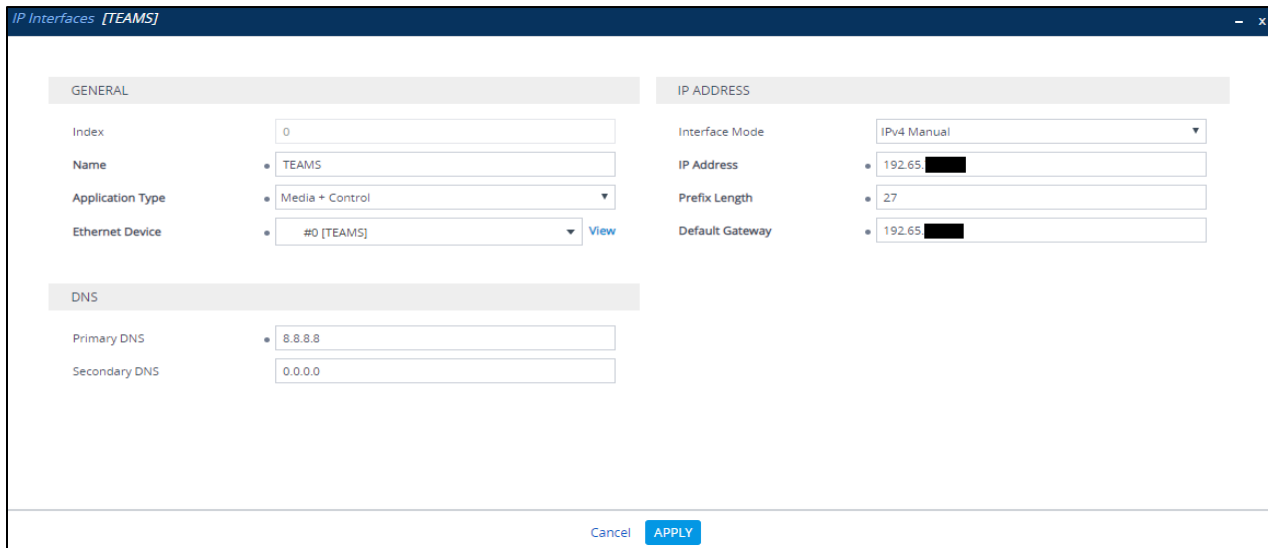 IP Interfaces [TEAMS]
– x
GENERAL
Index 0
Name TEAMS
Application Type Media + Control
Ethernet Device #0 [TEAMS] View
IP ADDRESS
Interface Mode IPv4 Manual
IP Address 192.65.
Prefix Length 27
Default Gateway 192.65.
DNS
Primary DNS 8.8.8.8
Secondary DNS 0.0.0.0
Cancel APPLY